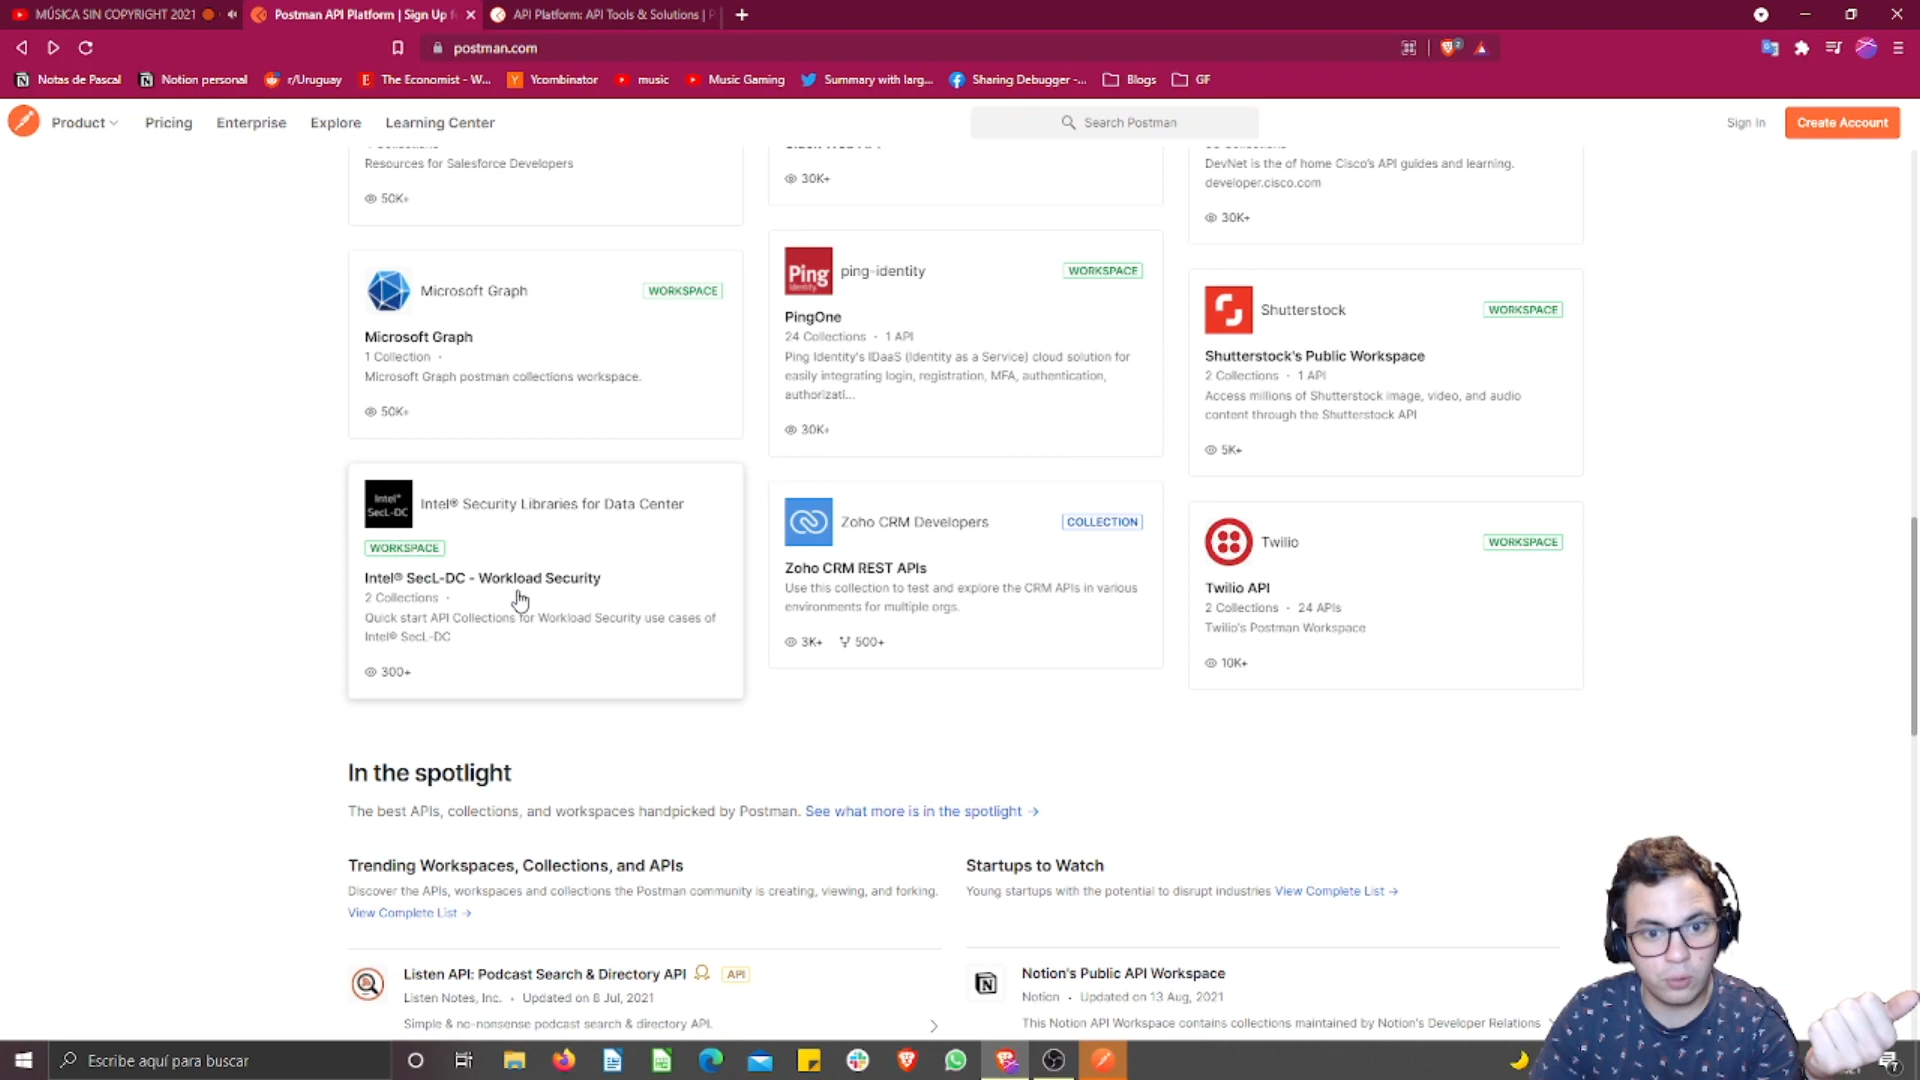 MÚSICA SIN COPYRIGHT 2021
Postman API Platform | Sign Up f
API Platform: API Tools & Solutions | P
postman.com
Notas de Pascal
Notion personal
r/Uruguay
The Economist - W...
Ycombinator
music
Music Gaming
Summary with larg...
Sharing Debugger -...
Blogs
GF
Product
Pricing
Enterprise
Explore
Learning Center
Search Postman
Sign In
Create Account
Resources for Salesforce Developers
50K+
30K+
DevNet is the of home Cisco's API guides and learning.
developer.cisco.com
30K+
Microsoft Graph
WORKSPACE
Microsoft Graph
1 Collection ·
Microsoft Graph postman collections workspace.
50K+
Ping
Identity
ping-identity
WORKSPACE
PingOne
24 Collections · 1 API
Ping Identity's IDaaS (Identity as a Service) cloud solution for
easily integrating login, registration, MFA, authentication,
authorizati...
30K+
Shutterstock
WORKSPACE
Shutterstock's Public Workspace
2 Collections · 1 API
Access millions of Shutterstock image, video, and audio
content through the Shutterstock API
5K+
Intel®
SecL-DC
Intel® Security Libraries for Data Center
WORKSPACE
Intel® SecL-DC - Workload Security
2 Collections ·
Quick start API Collections for Workload Security use cases of
Intel® SecL-DC
300+
Zoho CRM Developers
COLLECTION
Zoho CRM REST APIs
Use this collection to test and explore the CRM APIs in various
environments for multiple orgs.
3K+ 500+
Twilio
WORKSPACE
Twilio API
2 Collections · 24 APIs
Twilio's Postman Workspace
10K+
In the spotlight
The best APIs, collections, and workspaces handpicked by Postman. See what more is in the spotlight →
Trending Workspaces, Collections, and APIs
Discover the APIs, workspaces and collections the Postman community is creating, viewing, and forking.
View Complete List →
Startups to Watch
Young startups with the potential to disrupt industries View Complete List →
Listen API: Podcast Search & Directory API
API
Listen Notes, Inc. · Updated on 8 Jul, 2021
Simple & no-nonsense podcast search & directory API.
Notion's Public API Workspace
Notion · Updated on 13 Aug, 2021
This Notion API Workspace contains collections maintained by Notion's Developer Relations
Escribe aquí para buscar